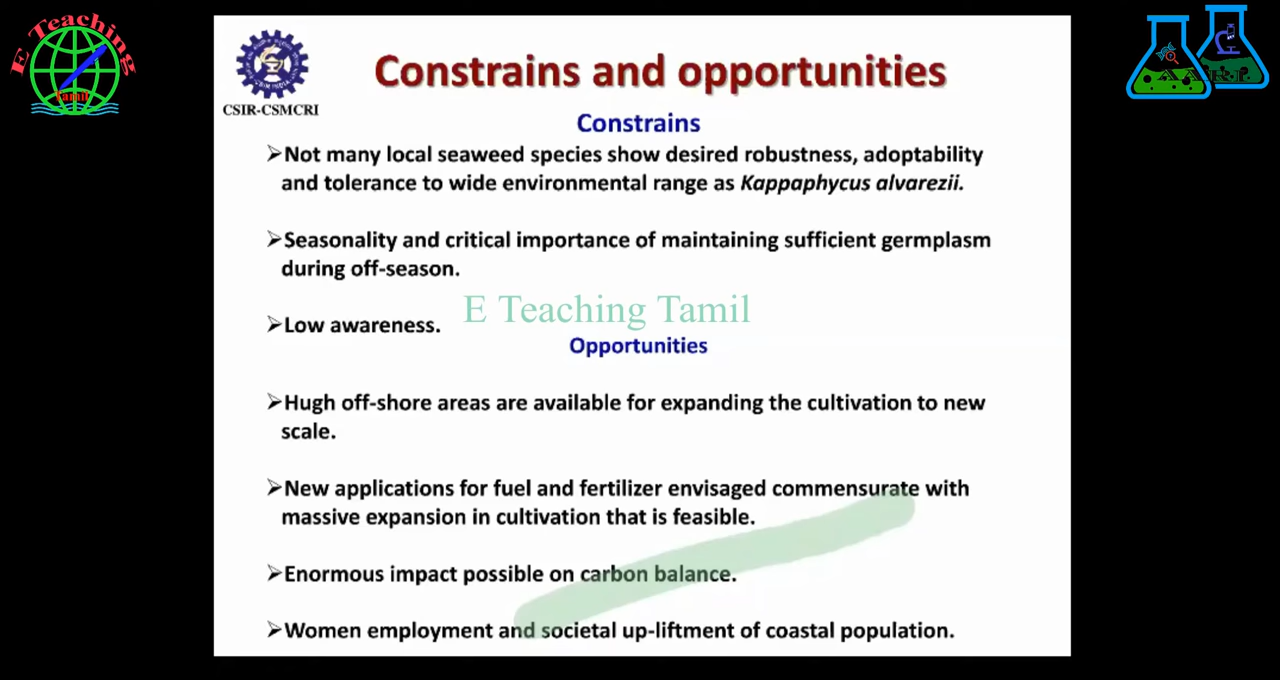 E Teaching
Tamil
CSIR-CSMCRI
A.A.R.I.
Constrains and opportunities
Constrains
➢Not many local seaweed species show desired robustness, adoptability
and tolerance to wide environmental range as Kappaphycus alvarezii.
➢Seasonality and critical importance of maintaining sufficient germplasm
during off-season.
E Teaching Tamil
➢Low awareness.
Opportunities
➢Hugh off-shore areas are available for expanding the cultivation to new
scale.
➢New applications for fuel and fertilizer envisaged commensurate with
massive expansion in cultivation that is feasible.
➢Enormous impact possible on carbon balance.
➢Women employment and societal up-liftment of coastal population.